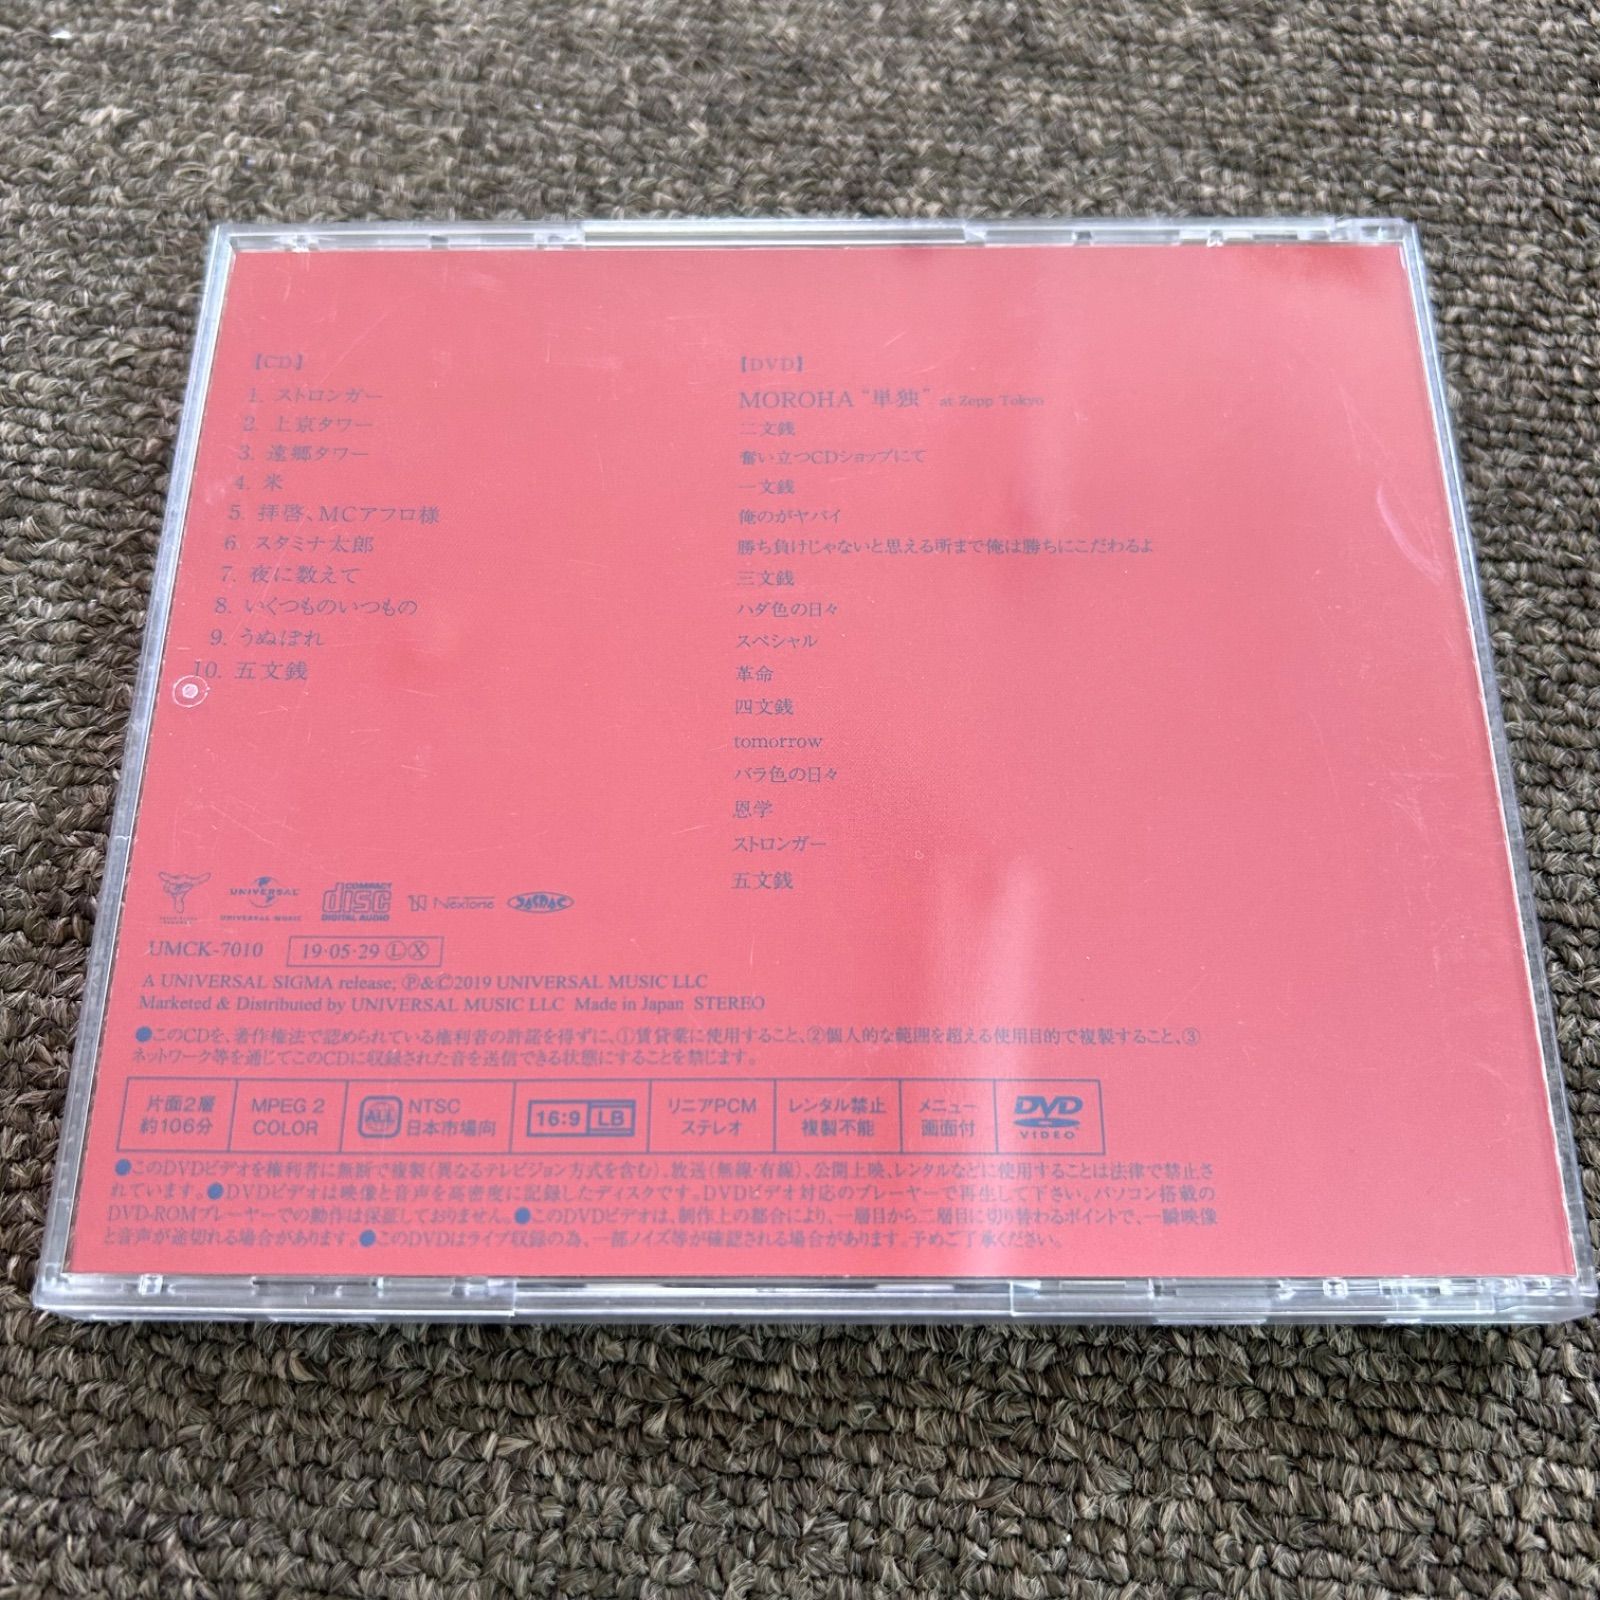 【CD】
1. ストロンガー
2. 上京タワー
3. 遠郷タワー
4. 米
5. 拝啓、MCアフロ様
6. スタミナ太郎
7. 夜に数えて
8. いくつものいつもの
9. うぬぼれ
10. 五文銭
【DVD】
MOROHA “単独” at Zepp Tokyo
二文銭
奮い立つCDショップにて
一文銭
俺のがヤバイ
勝ち負けじゃないと思える所まで俺は勝ちにこだわるよ
三文銭
ハダ色の日々
スペシャル
革命
四文銭
tomorrow
バラ色の日々
恩学
ストロンガー
五文銭
UNIVERSAL
UNIVERSAL MUSIC
COMPACT
disc
DIGITAL AUDIO
Nextone
JASRAC
UMCK-7010 19・05・29 Ⓛ Ⓧ
A UNIVERSAL SIGMA release; Ⓟ&©2019 UNIVERSAL MUSIC LLC
Marketed & Distributed by UNIVERSAL MUSIC LLC Made in Japan STEREO
●このCDを、著作権法で認められている権利者の許諾を得ずに、①賃貸業に使用すること、②個人的な範囲を超える使用目的で複製すること、③
ネットワーク等を通じてこのCDに収録された音を送信できる状態にすることを禁じます。
片面2層
約106分
MPEG 2
COLOR
ALL
NTSC
日本市場向
16:9 LB
リニアPCM
ステレオ
レンタル禁止
複製不能
メニュー
画面付
DVD
VIDEO
●このDVDビデオを権利者に無断で複製(異なるテレビジョン方式を含む)、放送(無線・有線)、公開上映、レンタルなどに使用することは法律で禁止さ
れています。●DVDビデオは映像と音声を高密度に記録したディスクです。DVDビデオ対応のプレーヤーで再生して下さい。パソコン搭載の
DVD-ROMプレーヤーでの動作は保証しておりません。●このDVDビデオは、制作上の都合により、一層目から二層目に切り替わるポイントで、一瞬映像
と音声が途切れる場合があります。●このDVDはライブ収録の為、一部ノイズ等が確認される場合があります。予めご了承ください。